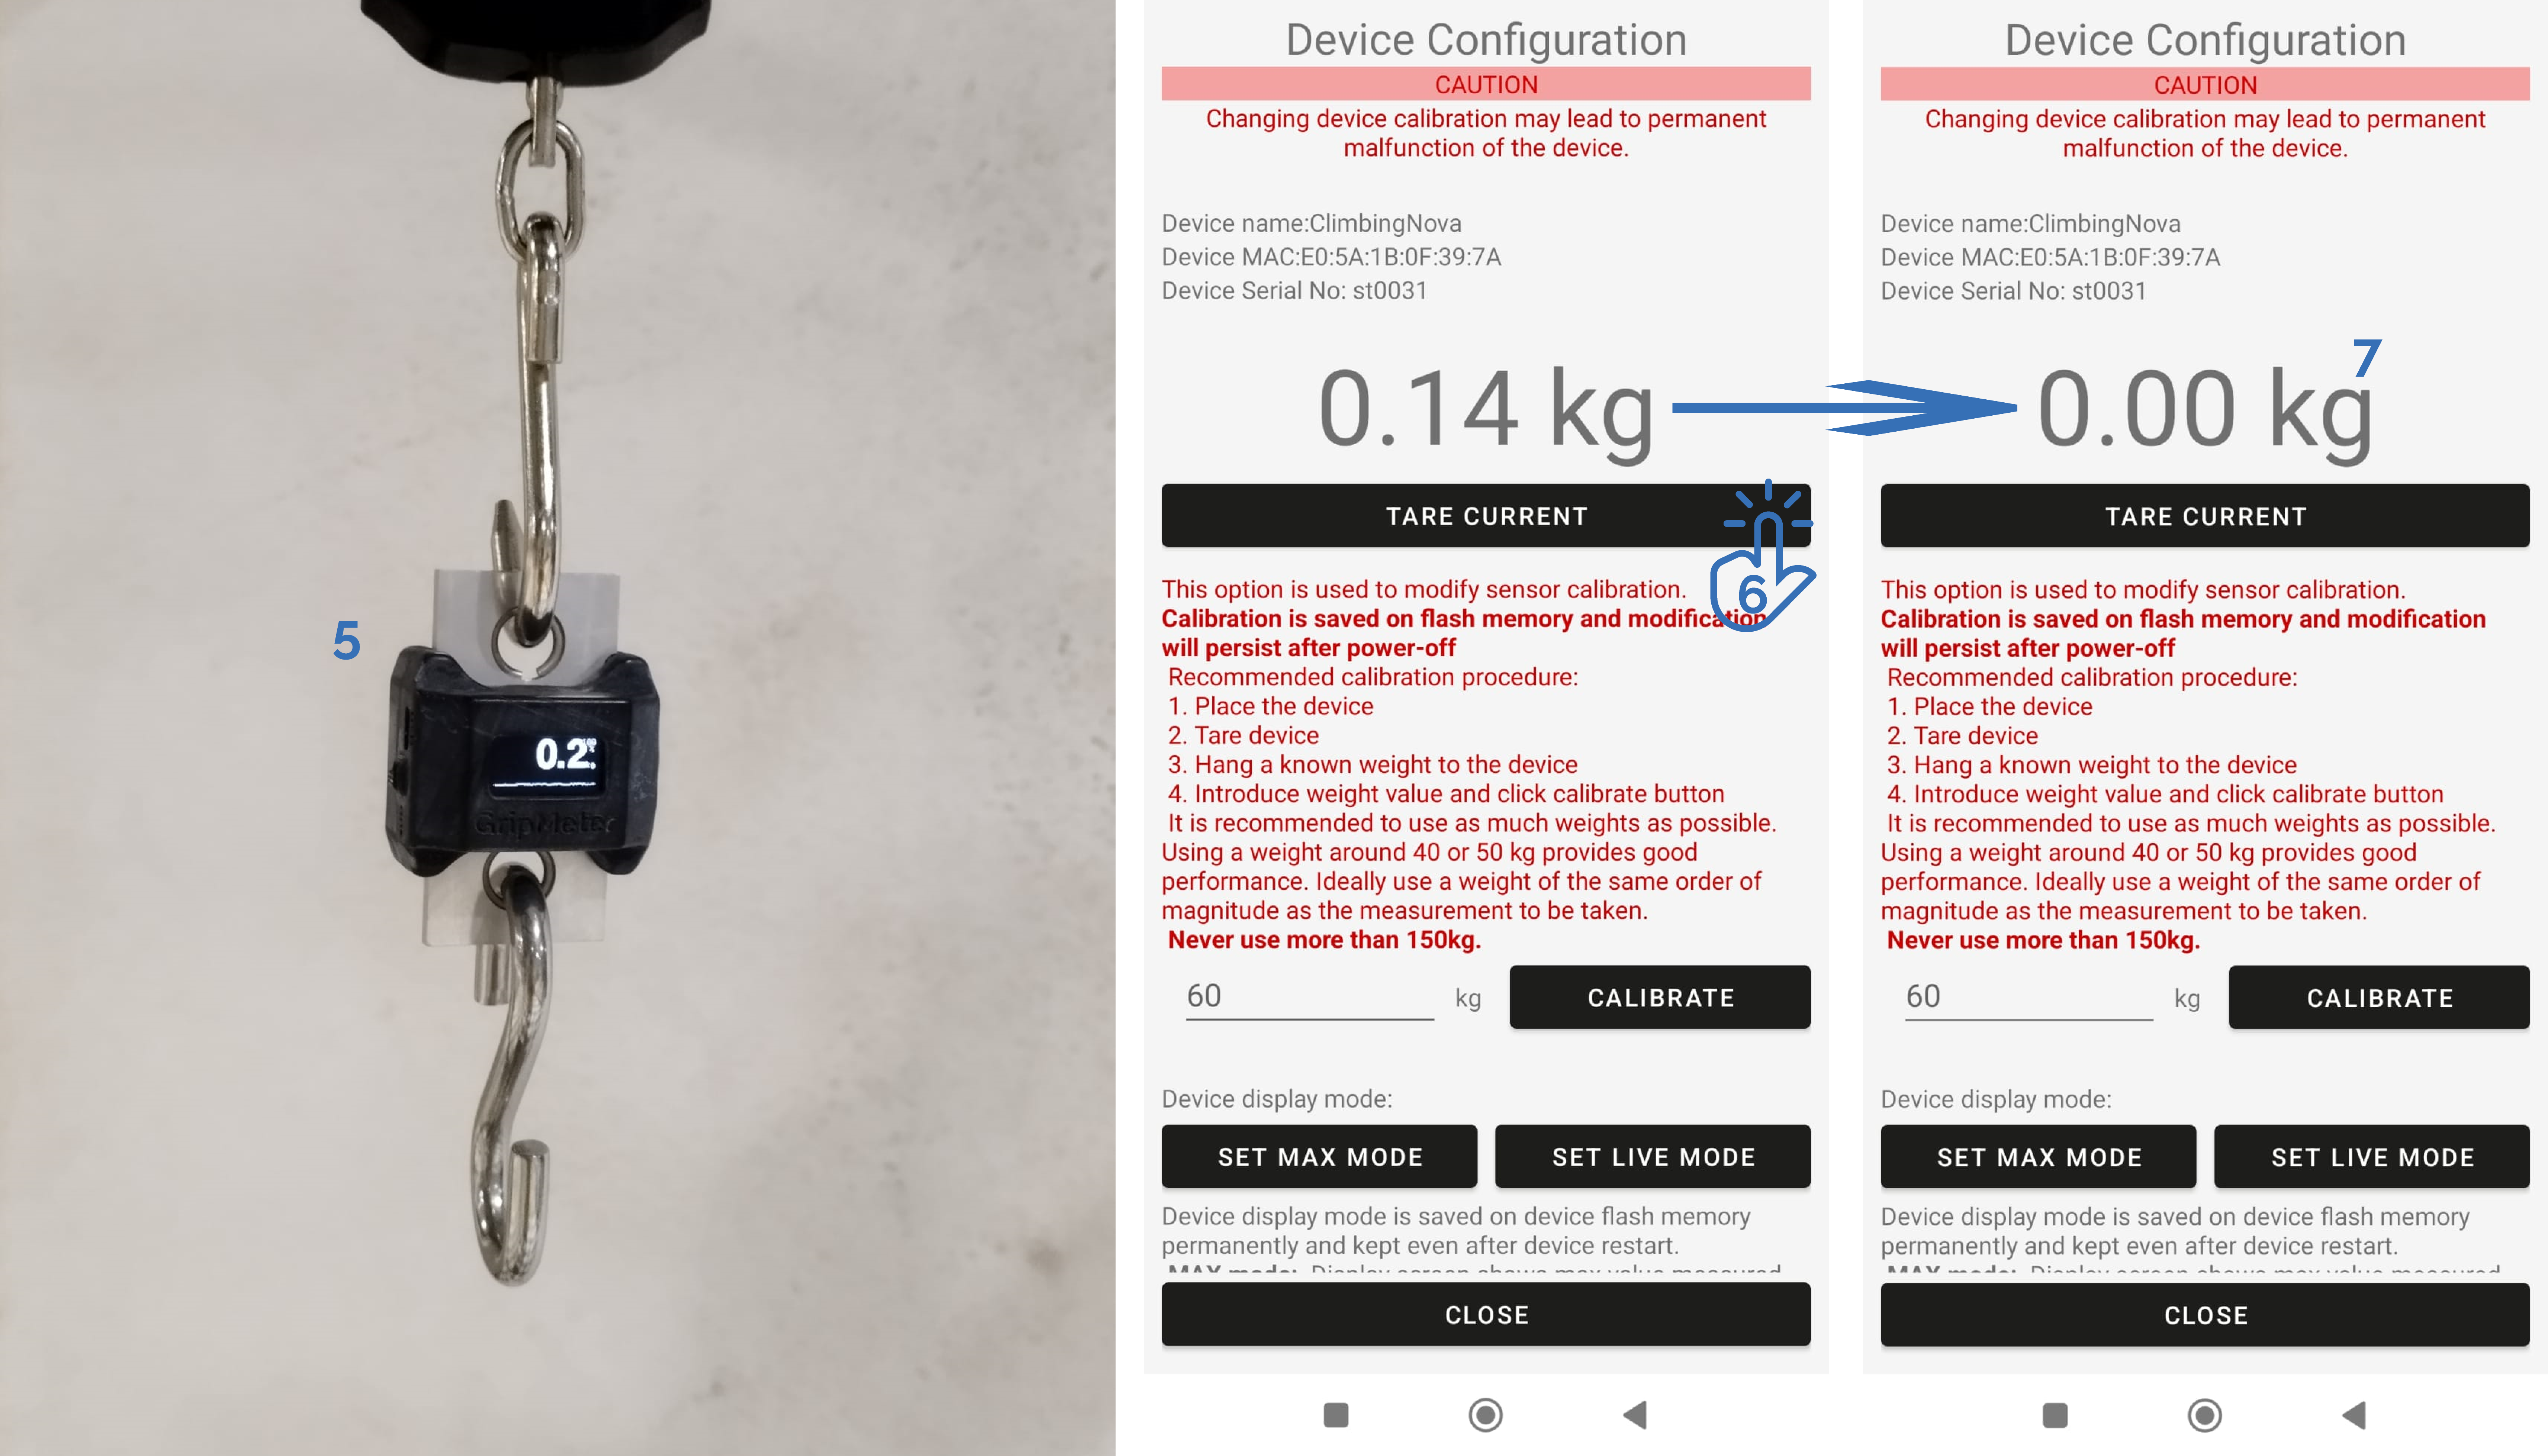 5
0.2
GripMeter
Device Configuration
CAUTION
Changing device calibration may lead to permanent
malfunction of the device.
Device name:ClimbingNova
Device MAC:E0:5A:1B:0F:39:7A
Device Serial No: st0031
0.14 kg
TARE CURRENT
6
This option is used to modify sensor calibration.
Calibration is saved on flash memory and modification
will persist after power-off
Recommended calibration procedure:
1. Place the device
2. Tare device
3. Hang a known weight to the device
4. Introduce weight value and click calibrate button
It is recommended to use as much weights as possible.
Using a weight around 40 or 50 kg provides good
performance. Ideally use a weight of the same order of
magnitude as the measurement to be taken.
Never use more than 150kg.
60 kg CALIBRATE
Device display mode:
SET MAX MODE SET LIVE MODE
Device display mode is saved on device flash memory
permanently and kept even after device restart.
MAX mode: Display screen shows max value measured
CLOSE
Device Configuration
CAUTION
Changing device calibration may lead to permanent
malfunction of the device.
Device name:ClimbingNova
Device MAC:E0:5A:1B:0F:39:7A
Device Serial No: st0031
7
0.00 kg
TARE CURRENT
This option is used to modify sensor calibration.
Calibration is saved on flash memory and modification
will persist after power-off
Recommended calibration procedure:
1. Place the device
2. Tare device
3. Hang a known weight to the device
4. Introduce weight value and click calibrate button
It is recommended to use as much weights as possible.
Using a weight around 40 or 50 kg provides good
performance. Ideally use a weight of the same order of
magnitude as the measurement to be taken.
Never use more than 150kg.
60 kg CALIBRATE
Device display mode:
SET MAX MODE SET LIVE MODE
Device display mode is saved on device flash memory
permanently and kept even after device restart.
MAX mode: Display screen shows max value measured
CLOSE